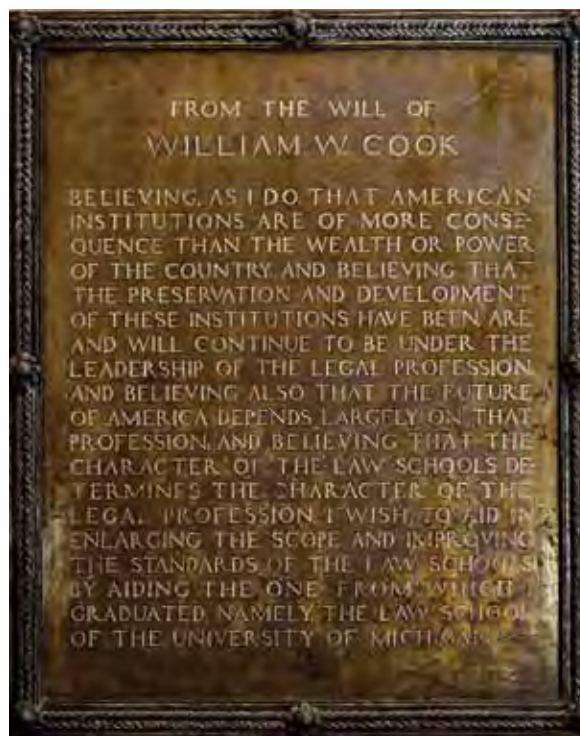 FROM THE WILL OF
WILLIAM W. COOK
BELIEVING, AS I DO THAT AMERICAN
INSTITUTIONS ARE OF MORE CONSE-
QUENCE THAN THE WEALTH OR POWER
OF THE COUNTRY, AND BELIEVING THAT
THE PRESERVATION AND DEVELOPMENT
OF THESE INSTITUTIONS HAVE BEEN ARE
AND WILL CONTINUE TO BE UNDER THE
LEADERSHIP OF THE LEGAL PROFESSION
AND BELIEVING ALSO THAT THE FUTURE
OF AMERICA DEPENDS LARGELY ON THAT
PROFESSION, AND BELIEVING THAT THE
CHARACTER OF THE LAW SCHOOLS DE-
TERMINES THE CHARACTER OF THE
LEGAL PROFESSION I WISH TO AID IN
ENLARGING THE SCOPE AND IMPROVING
THE STANDARDS OF THE LAW SCHOOLS
BY AIDING THE ONE FROM WHICH I
GRADUATED NAMELY THE LAW SCHOOL
OF THE UNIVERSITY OF MICHIGAN